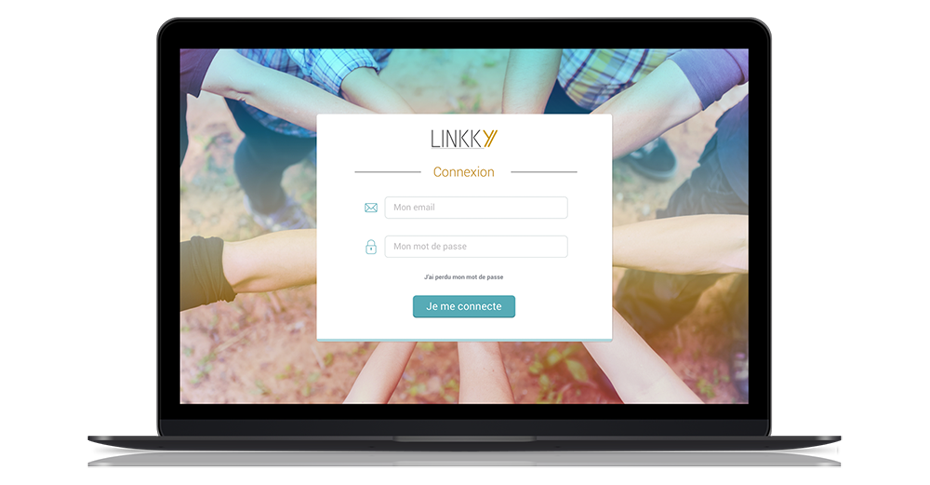 LINKKY
Connexion
Mon email
Mon mot de passe
J'ai perdu mon mot de passe
Je me connecte